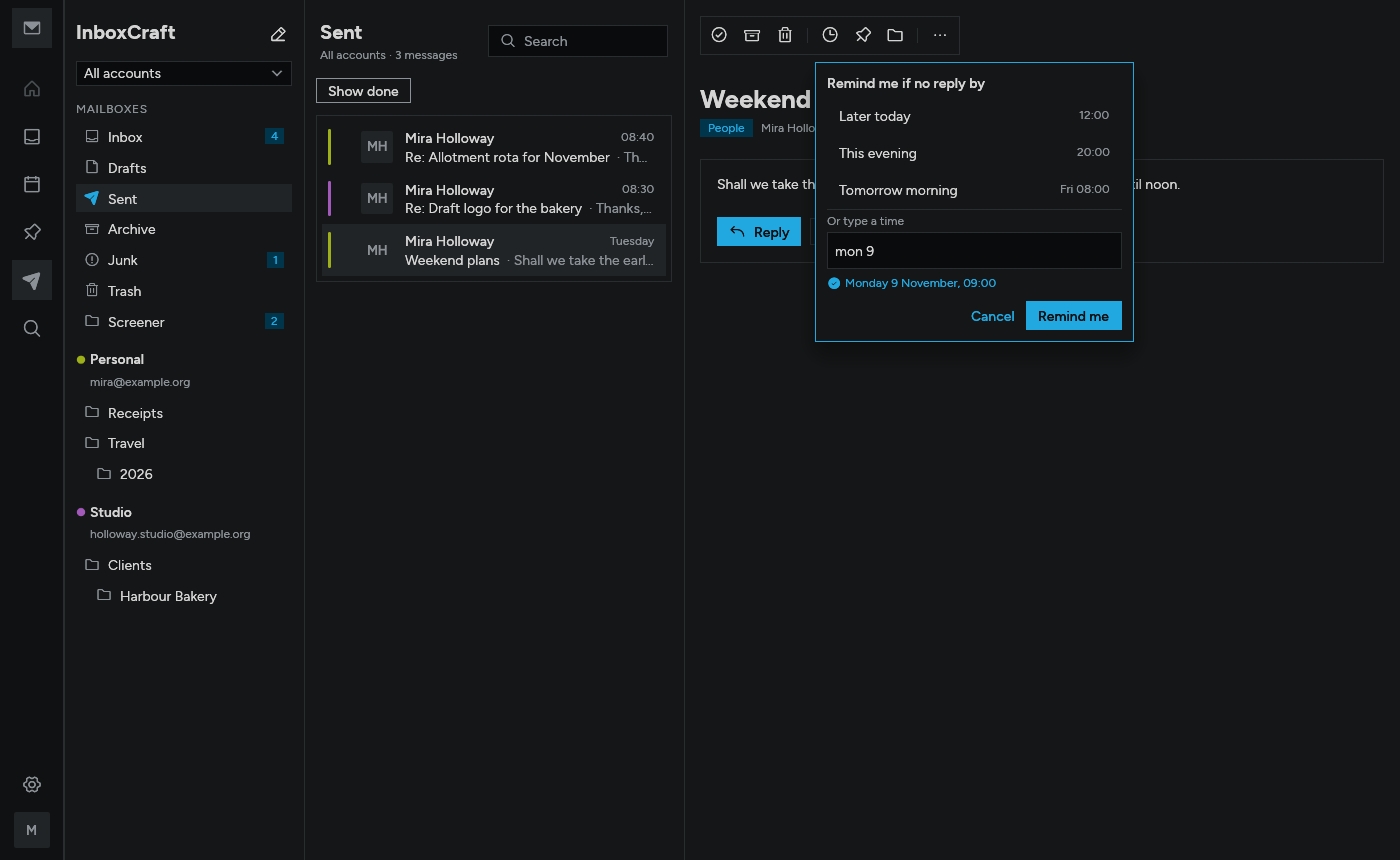 InboxCraft
All accounts
MAILBOXES
Inbox 4
Drafts
Sent
Archive
Junk 1
Trash
Screener 2
Personal
mira@example.org
Receipts
Travel
2026
Studio
holloway.studio@example.org
Clients
Harbour Bakery
M
Sent
All accounts · 3 messages
Search
Show done
MH
Mira Holloway 08:40
Re: Allotment rota for November · Th...
MH
Mira Holloway 08:30
Re: Draft logo for the bakery · Thanks,...
MH
Mira Holloway Tuesday
Weekend plans · Shall we take the earl...
Weekend
People Mira Hollo
Shall we take th
il noon.
Reply
Remind me if no reply by
Later today 12:00
This evening 20:00
Tomorrow morning Fri 08:00
Or type a time
mon 9
Monday 9 November, 09:00
Cancel Remind me